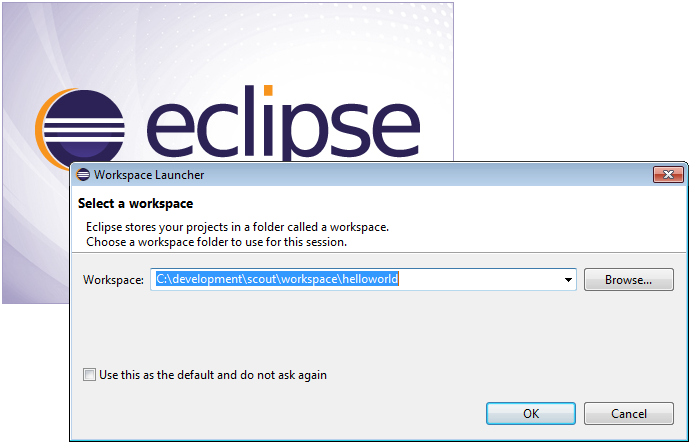 eclipse
Workspace Launcher
Select a workspace
Eclipse stores your projects in a folder called a workspace.
Choose a workspace folder to use for this session.
Workspace: C:\development\scout\workspace\helloworld Browse...
Use this as the default and do not ask again
OK Cancel